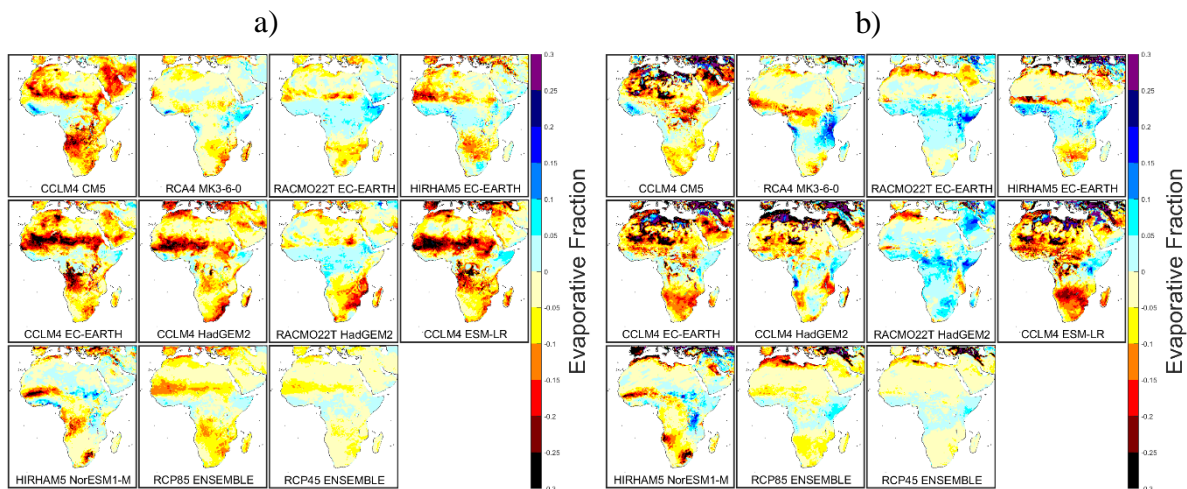 a)
CCLM4 CM5
RCA4 MK3-6-0
RACMO22T EC-EARTH
HIRHAM5 EC-EARTH
CCLM4 EC-EARTH
CCLM4 HadGEM2
RACMO22T HadGEM2
CCLM4 ESM-LR
HIRHAM5 NorESM1-M
RCP85 ENSEMBLE
RCP45 ENSEMBLE
0.3
0.25
0.2
0.15
0.1
0.05
0
-0.05
-0.1
-0.15
-0.2
-0.25
-0.3
Evaporative Fraction
b)
CCLM4 CM5
RCA4 MK3-6-0
RACMO22T EC-EARTH
HIRHAM5 EC-EARTH
CCLM4 EC-EARTH
CCLM4 HadGEM2
RACMO22T HadGEM2
CCLM4 ESM-LR
HIRHAM5 NorESM1-M
RCP85 ENSEMBLE
RCP45 ENSEMBLE
0.3
0.25
0.2
0.15
0.1
0.05
0
-0.05
-0.1
-0.15
-0.2
-0.25
-0.3
Evaporative Fraction